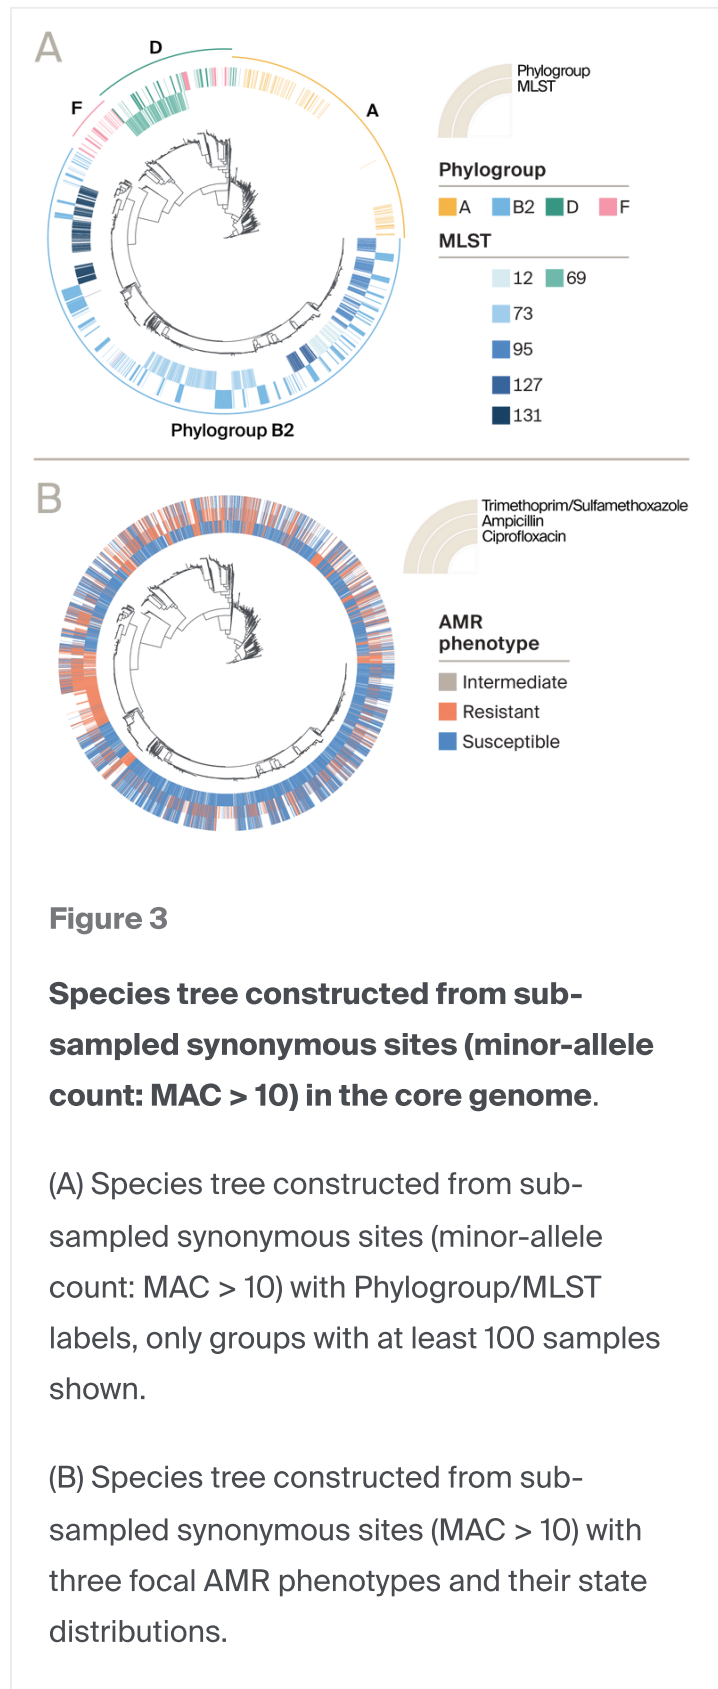 A
D
F
A
Phylogroup B2
Phylogroup
MLST
Phylogroup
A B2 D F
MLST
12 69
73
95
127
131
B
Trimethoprim/Sulfamethoxazole
Ampicillin
Ciprofloxacin
AMR
phenotype
Intermediate
Resistant
Susceptible
Figure 3
Species tree constructed from sub-
sampled synonymous sites (minor-allele
count: MAC > 10) in the core genome.
(A) Species tree constructed from sub-
sampled synonymous sites (minor-allele
count: MAC > 10) with Phylogroup/MLST
labels, only groups with at least 100 samples
shown.
(B) Species tree constructed from sub-
sampled synonymous sites (MAC > 10) with
three focal AMR phenotypes and their state
distributions.